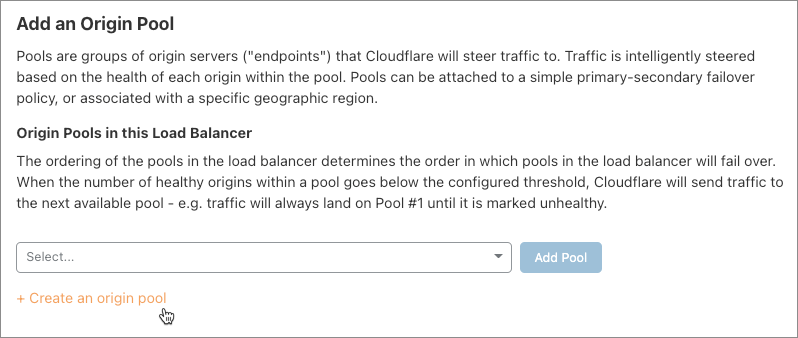 Add an Origin Pool
Pools are groups of origin servers ("endpoints") that Cloudflare will steer traffic to. Traffic is intelligently steered
based on the health of each origin within the pool. Pools can be attached to a simple primary-secondary failover
policy, or associated with a specific geographic region.
Origin Pools in this Load Balancer
The ordering of the pools in the load balancer determines the order in which pools in the load balancer will fail over.
When the number of healthy origins within a pool goes below the configured threshold, Cloudflare will send traffic to
the next available pool - e.g. traffic will always land on Pool #1 until it is marked unhealthy.
Select...
Add Pool
+ Create an origin pool